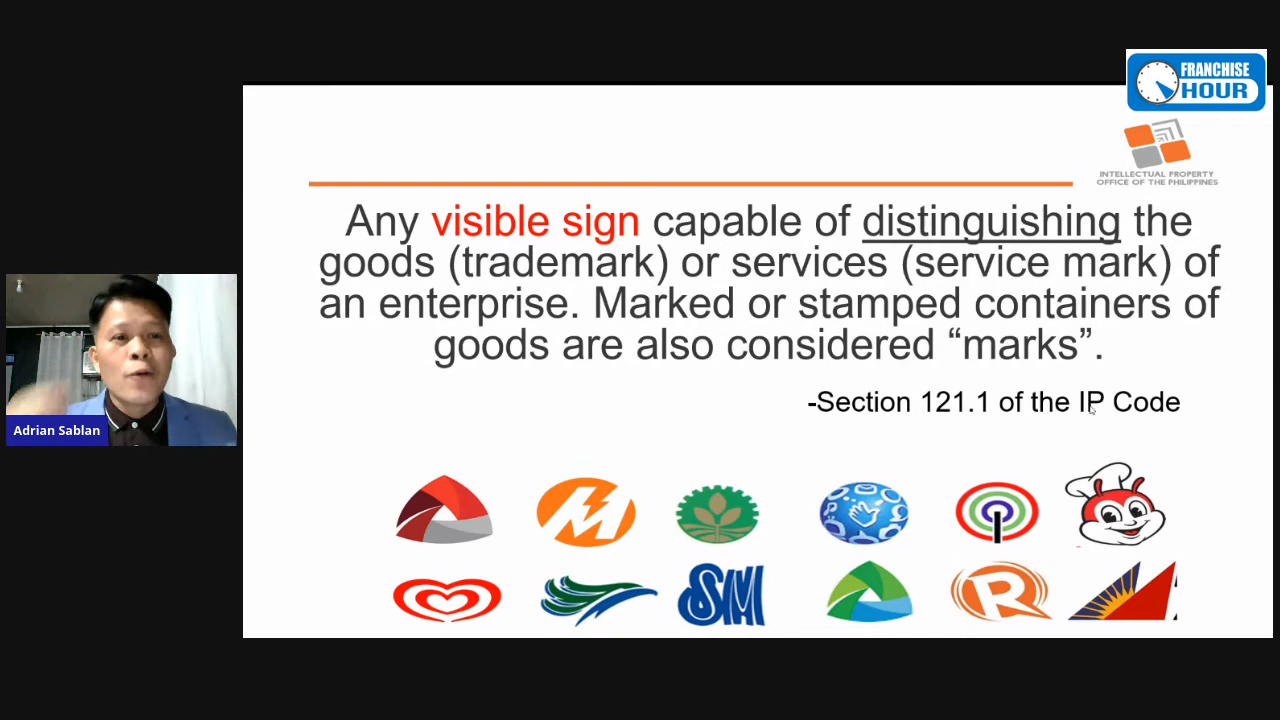 FRANCHISE
HOUR
INTELLECTUAL PROPERTY
OFFICE OF THE PHILIPPINES
Any visible sign capable of distinguishing the
goods (trademark) or services (service mark) of
an enterprise. Marked or stamped containers of
goods are also considered “marks”.
-Section 121.1 of the IP Code
Adrian Sablan
SM
R